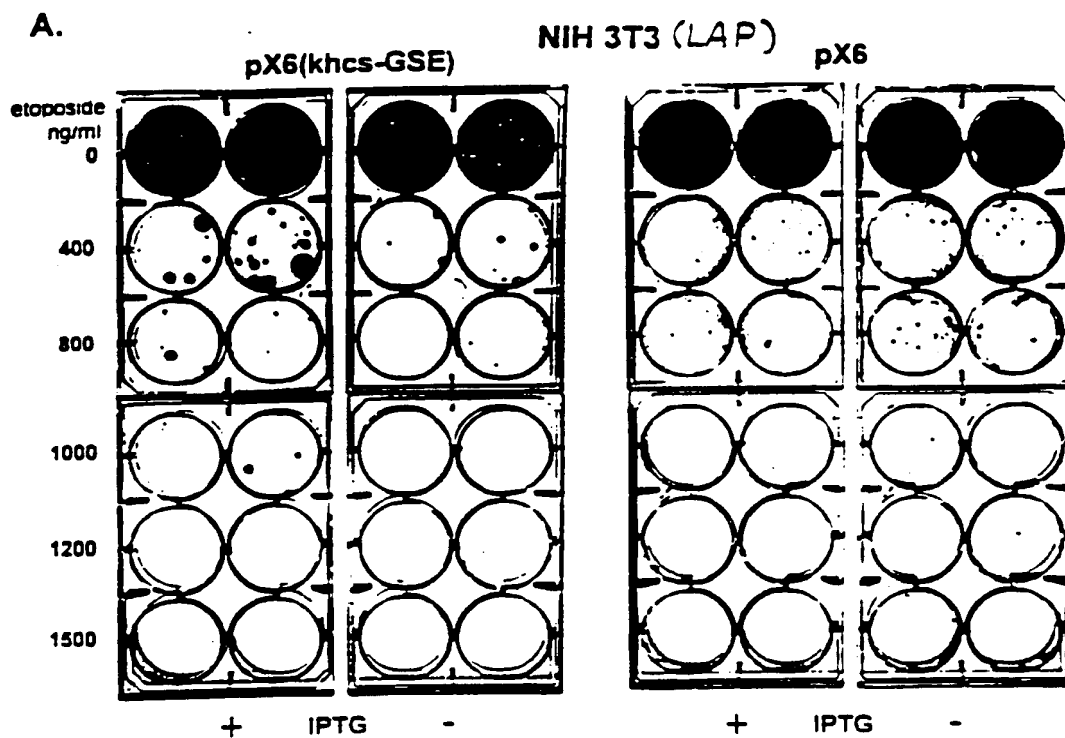 A.
NIH 3T3 (LAP)
pX6(khcs-GSE)
pX6
etoposide
ng/ml
0
400
800
1000
1200
1500
+ IPTG -
+ IPTG -